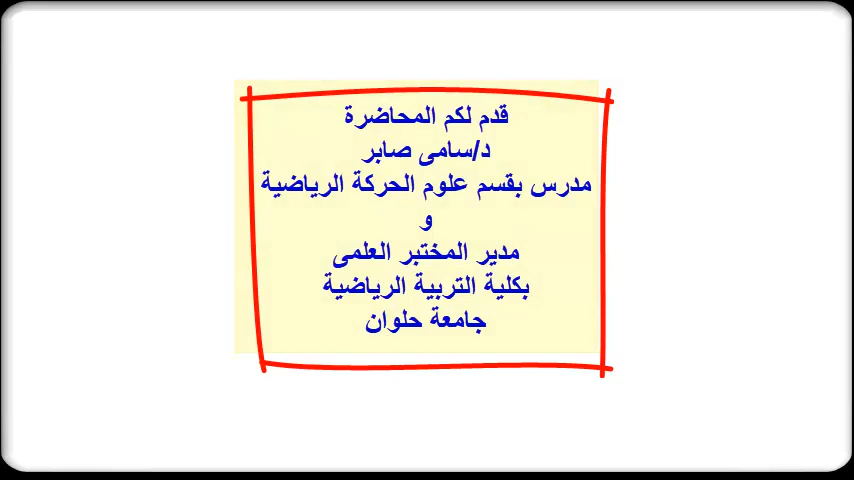 قدم لكم المحاضرة
د/سامى صابر
مدرس بقسم علوم الحركة الرياضية
و
مدير المختبر العلمى
بكلية التربية الرياضية
جامعة حلوان